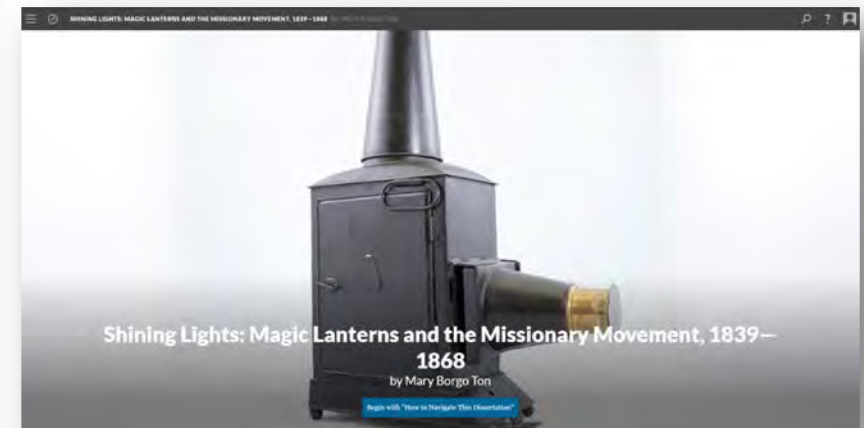 SHINING LIGHTS: MAGIC LANTERNS AND THE MISSIONARY MOVEMENT, 1839—1868
?
Shining Lights: Magic Lanterns and the Missionary Movement, 1839—
1868
by Mary Borgo Ton
Begin with "How to Navigate This Dissertation"